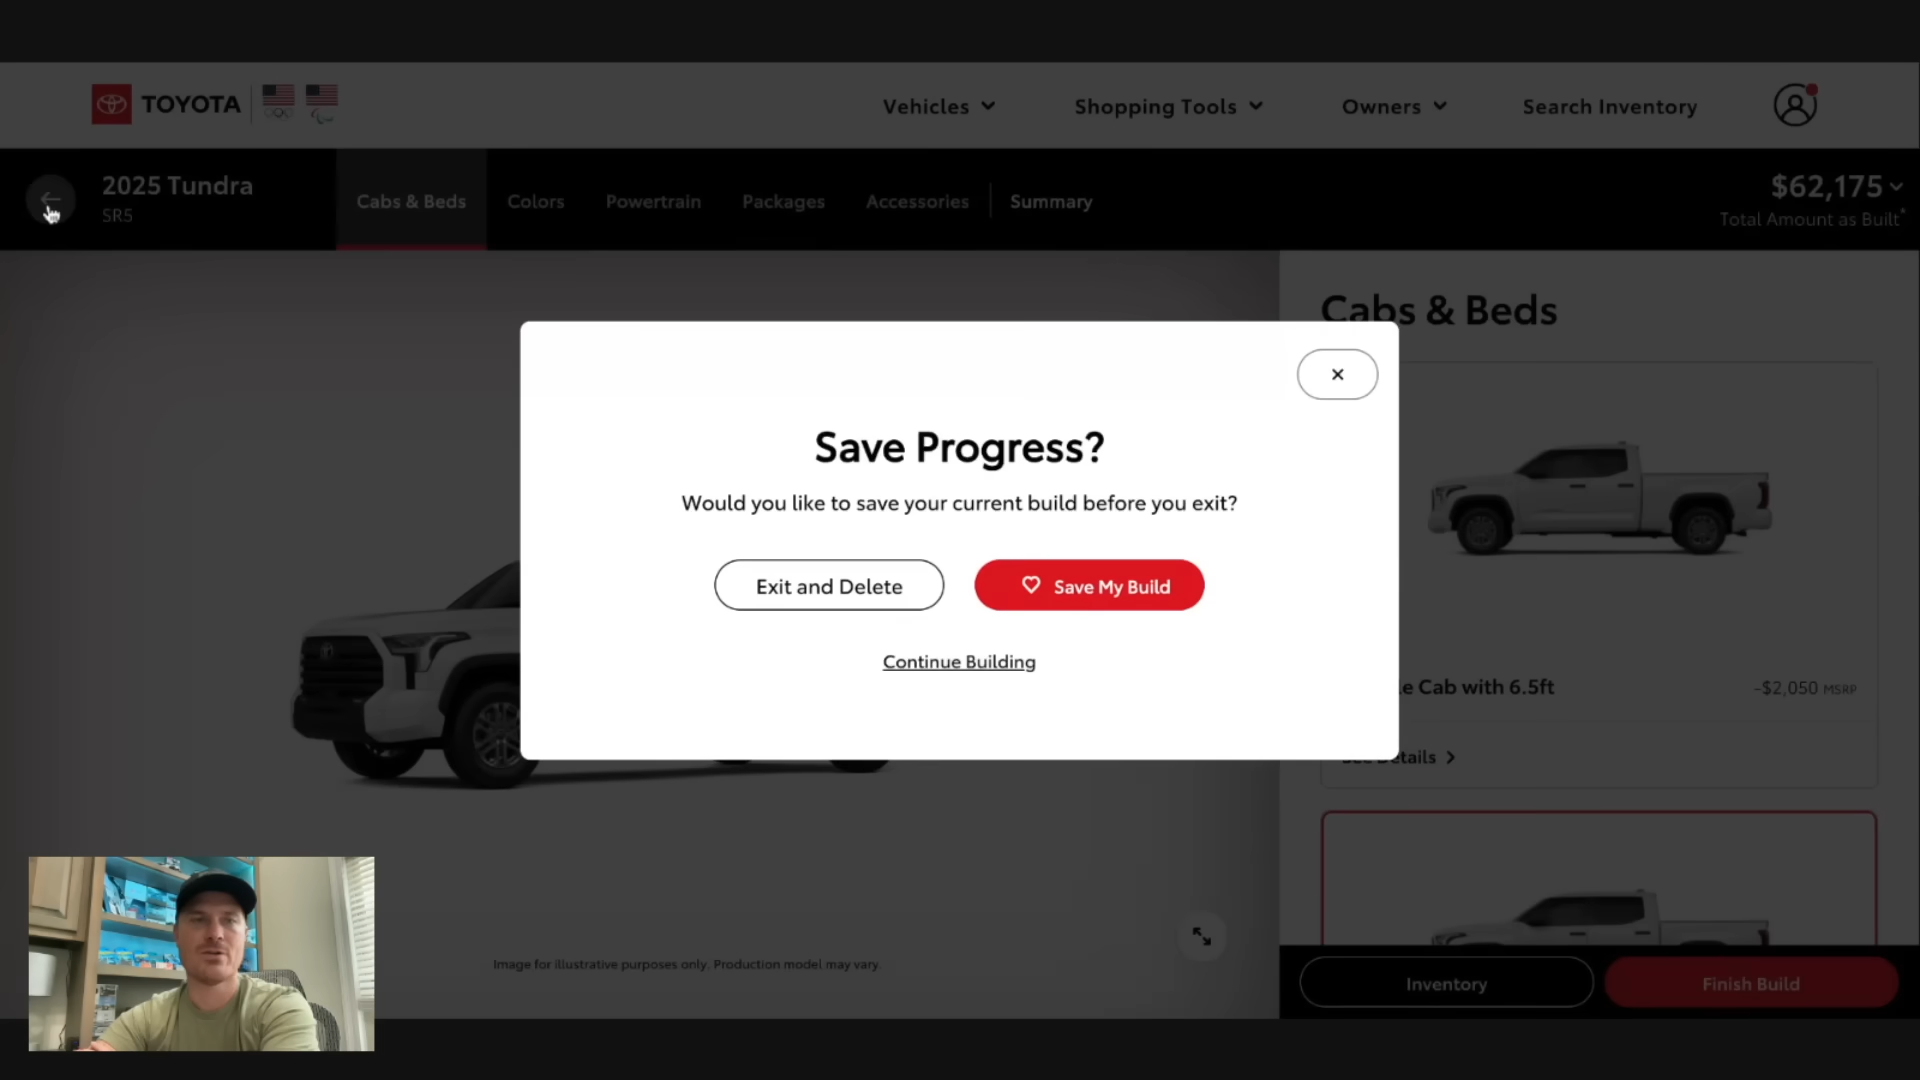 TOYOTA
Vehicles
Shopping Tools
Owners
Search Inventory
2025 Tundra
SR5
Cabs & Beds
Colors
Powertrain
Packages
Accessories
Summary
$62,175
Total Amount as Built*
Cabs & Beds
×
Save Progress?
Would you like to save your current build before you exit?
Exit and Delete
Save My Build
Continue Building
e Cab with 6.5ft
-$2,050 MSRP
See Details
Image for illustrative purposes only. Production model may vary.
Inventory
Finish Build